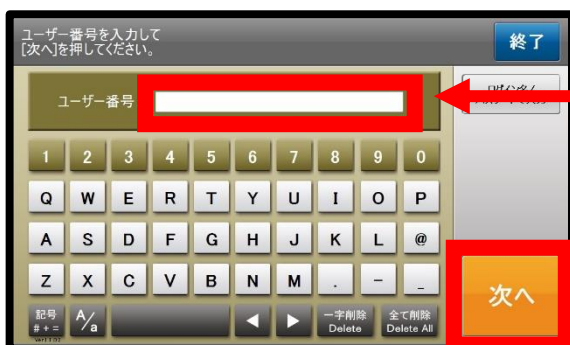 ユーザー番号を入力して
[次へ]を押してください。
終了
ユーザー番号
1 2 3 4 5 6 7 8 9 0
Q W E R T Y U I O P
A S D F G H J K L @
Z X C V B N M . - _
次へ
記号 A/a ◀ ▶ 一字削除 全て削除
# + = Delete Delete All